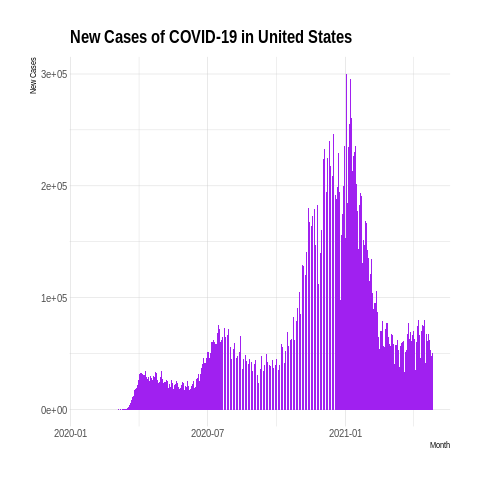 New Cases of COVID-19 in United States
New Cases
3e+05
2e+05
1e+05
0e+00
2020-01
2020-07
2021-01
Month